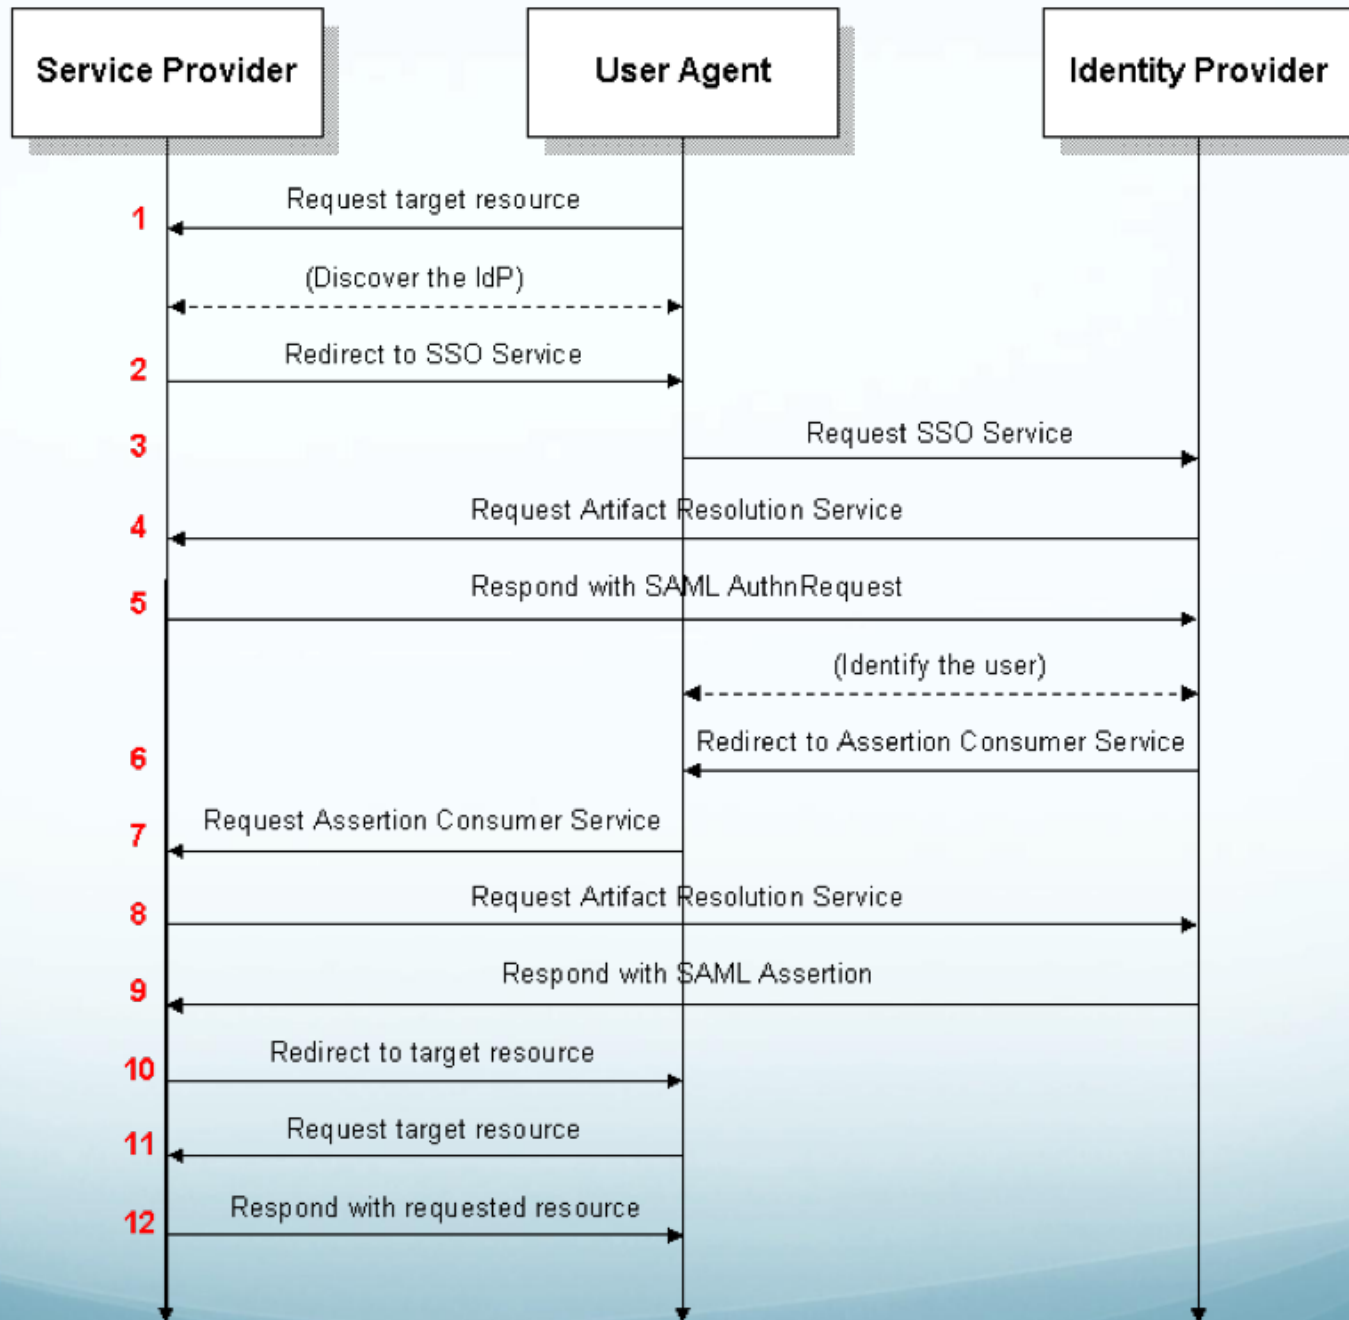 Service Provider
User Agent
Identity Provider
1
Request target resource
(Discover the IdP)
2
Redirect to SSO Service
3
Request SSO Service
4
Request Artifact Resolution Service
5
Respond with SAML AuthnRequest
(Identify the user)
6
Redirect to Assertion Consumer Service
7
Request Assertion Consumer Service
8
Request Artifact Resolution Service
9
Respond with SAML Assertion
10
Redirect to target resource
11
Request target resource
12
Respond with requested resource